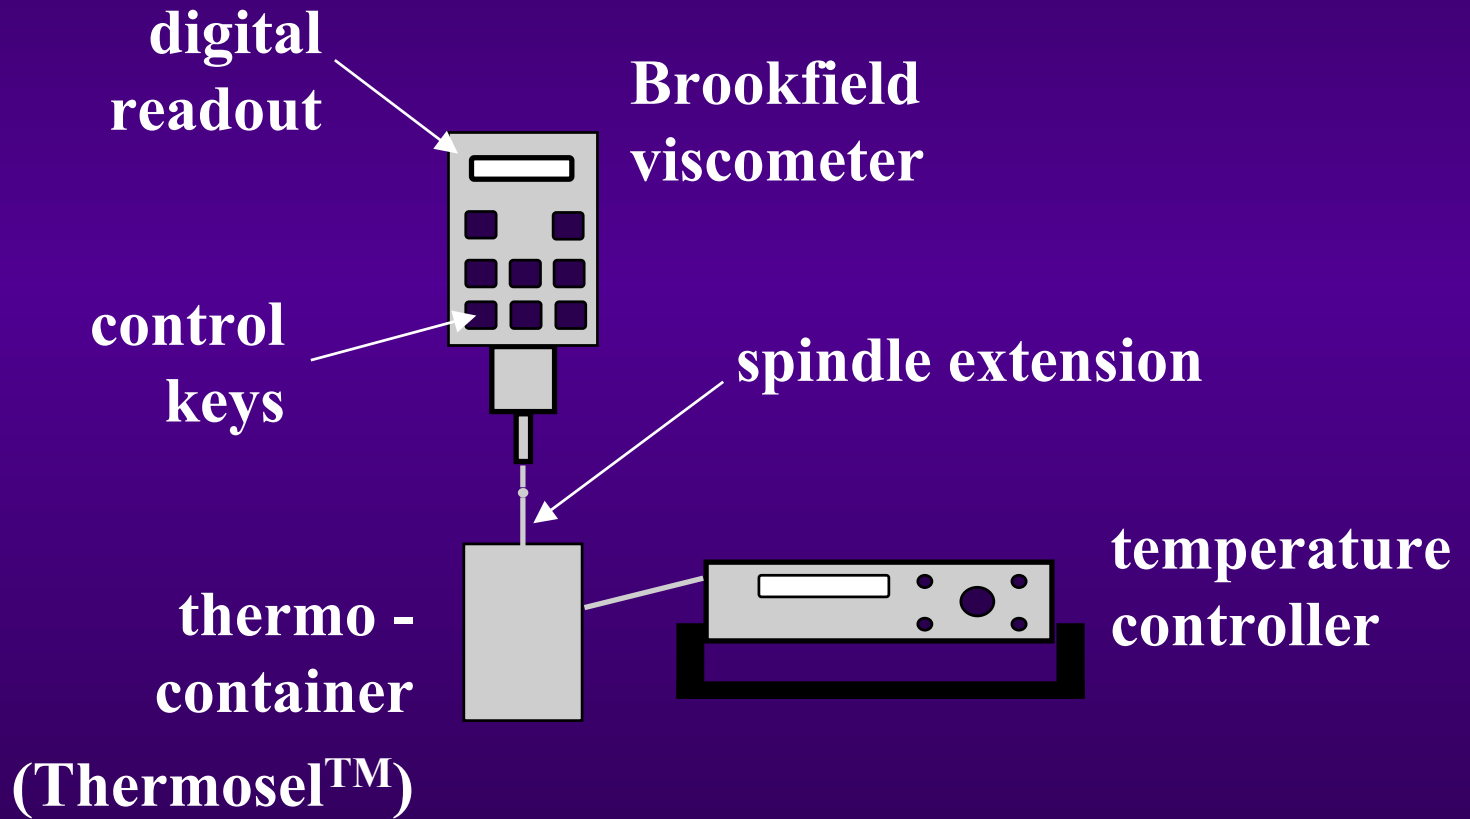 digital
readout
Brookfield
viscometer
control
keys
spindle extension
temperature
controller
thermo -
container
(Thermosel™)